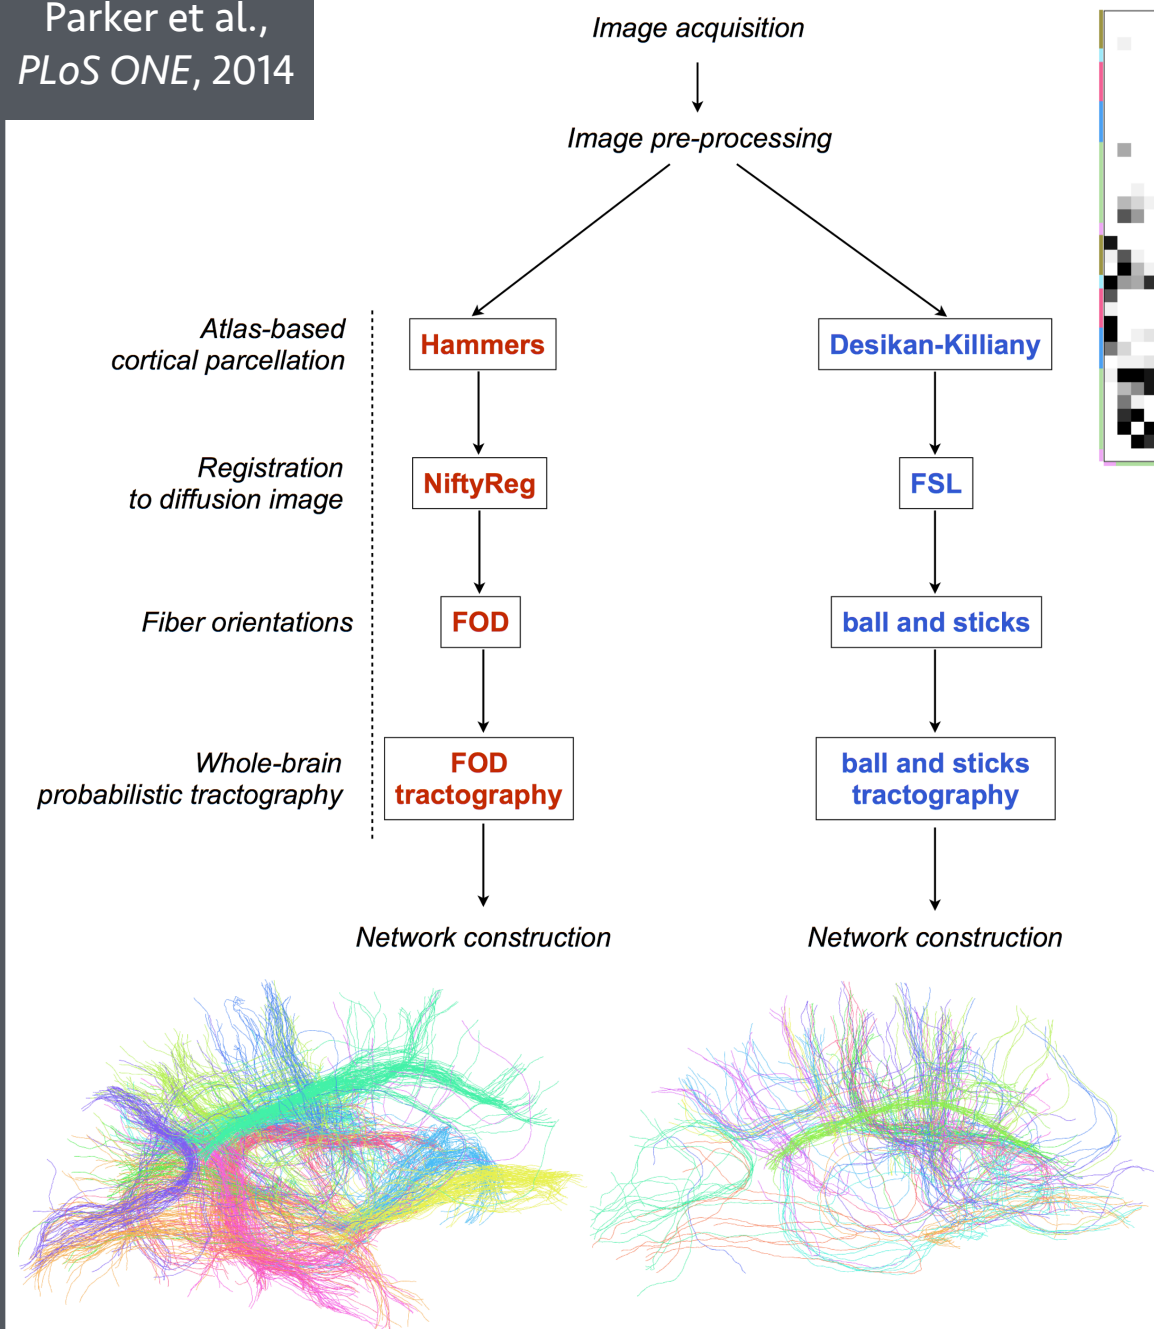 Parker et al.,
PLoS ONE, 2014
Image acquisition
Image pre-processing
Atlas-based
cortical parcellation
Hammers
Desikan-Killiany
Registration
to diffusion image
NiftyReg
FSL
Fiber orientations
FOD
ball and sticks
Whole-brain
probabilistic tractography
FOD
tractography
ball and sticks
tractography
Network construction
Network construction